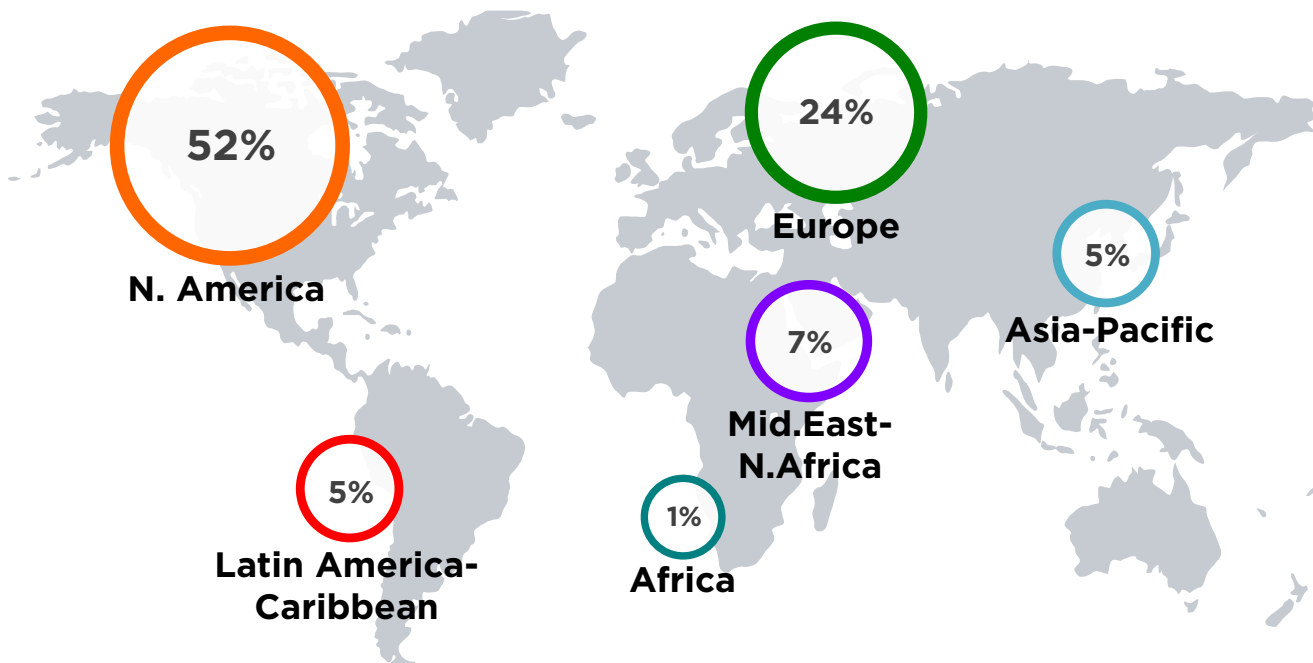 52%
N. America
24%
Europe
5%
Asia-Pacific
7%
Mid.East-
N.Africa
5%
Latin America-
Caribbean
1%
Africa